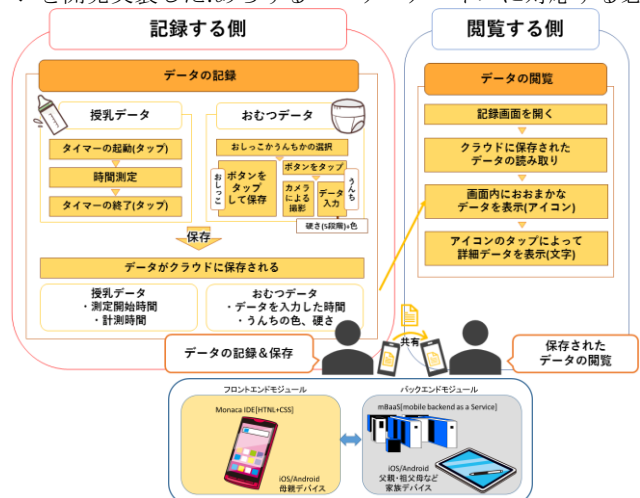 記録する側
データの記録
授乳データ
タイマーの起動(タップ)
時間測定
タイマーの終了(タップ)
おむつデータ
おしっこかうんちかの選択
おしっこ
ボタンを
タップ
して保存
ボタンをタップ
カメラ
による
撮影
データ
入力
うんち
硬さ(5段階)+色
保存
データがクラウドに保存される
授乳データ
・測定開始時間
・計測時間
おむつデータ
・データを入力した時間
・うんちの色、硬さ
データの記録&保存
閲覧する側
データの閲覧
記録画面を開く
クラウドに保存された
データの読み取り
画面内におおまかな
データを表示(アイコン)
アイコンのタップによって
詳細データを表示(文字)
共有
保存された
データの閲覧
フロントエンドモジュール
Monaca IDE[HTNL+CSS]
iOS/Android
母親デバイス
バックエンドモジュール
mBaaS[mobile backend as a Service]
iOS/Android
父親・祖父母など
家族デバイス